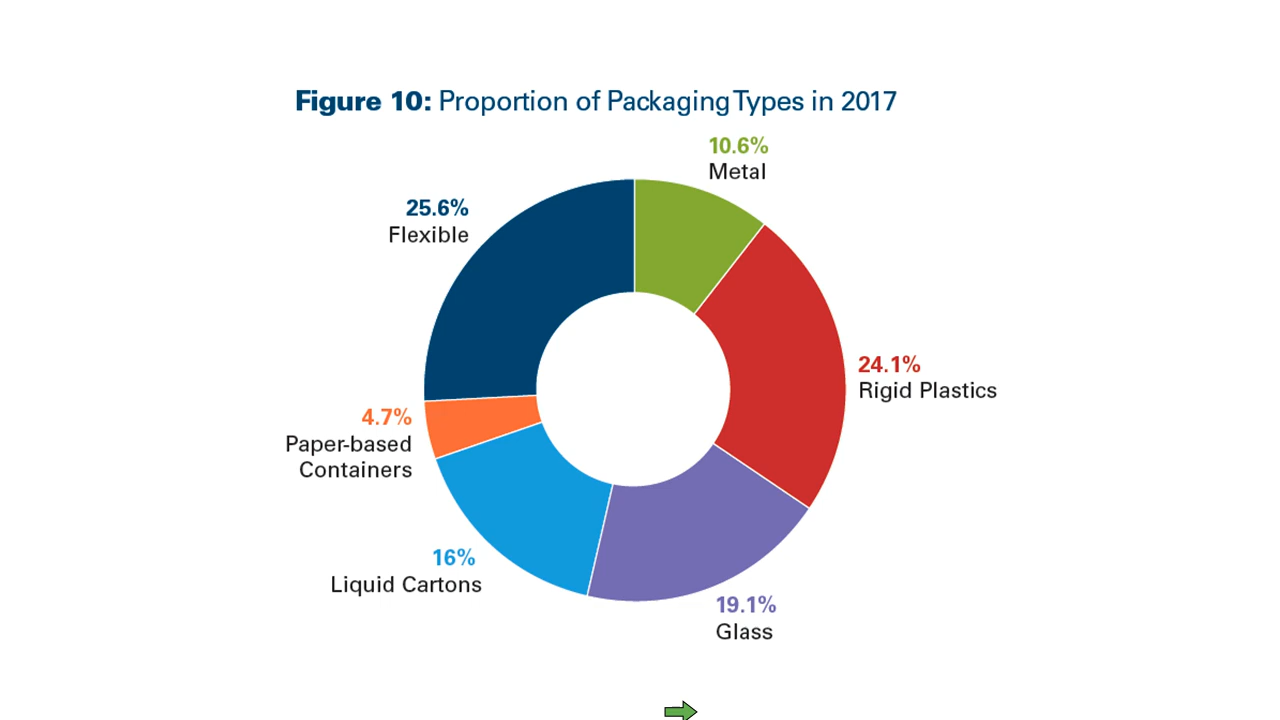 Figure 10: Proportion of Packaging Types in 2017
10.6%
Metal
25.6%
Flexible
24.1%
Rigid Plastics
4.7%
Paper-based
Containers
16%
Liquid Cartons
19.1%
Glass